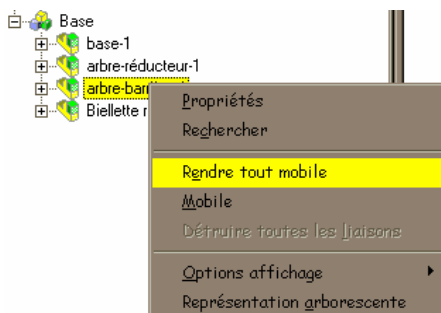 Base
base-1
arbre-réducteur-1
Biellette
Propriétés
Rechercher
Rendre tout mobile
Mobile
Détruire toutes les liaisons
Options affichage
Représentation arborescente